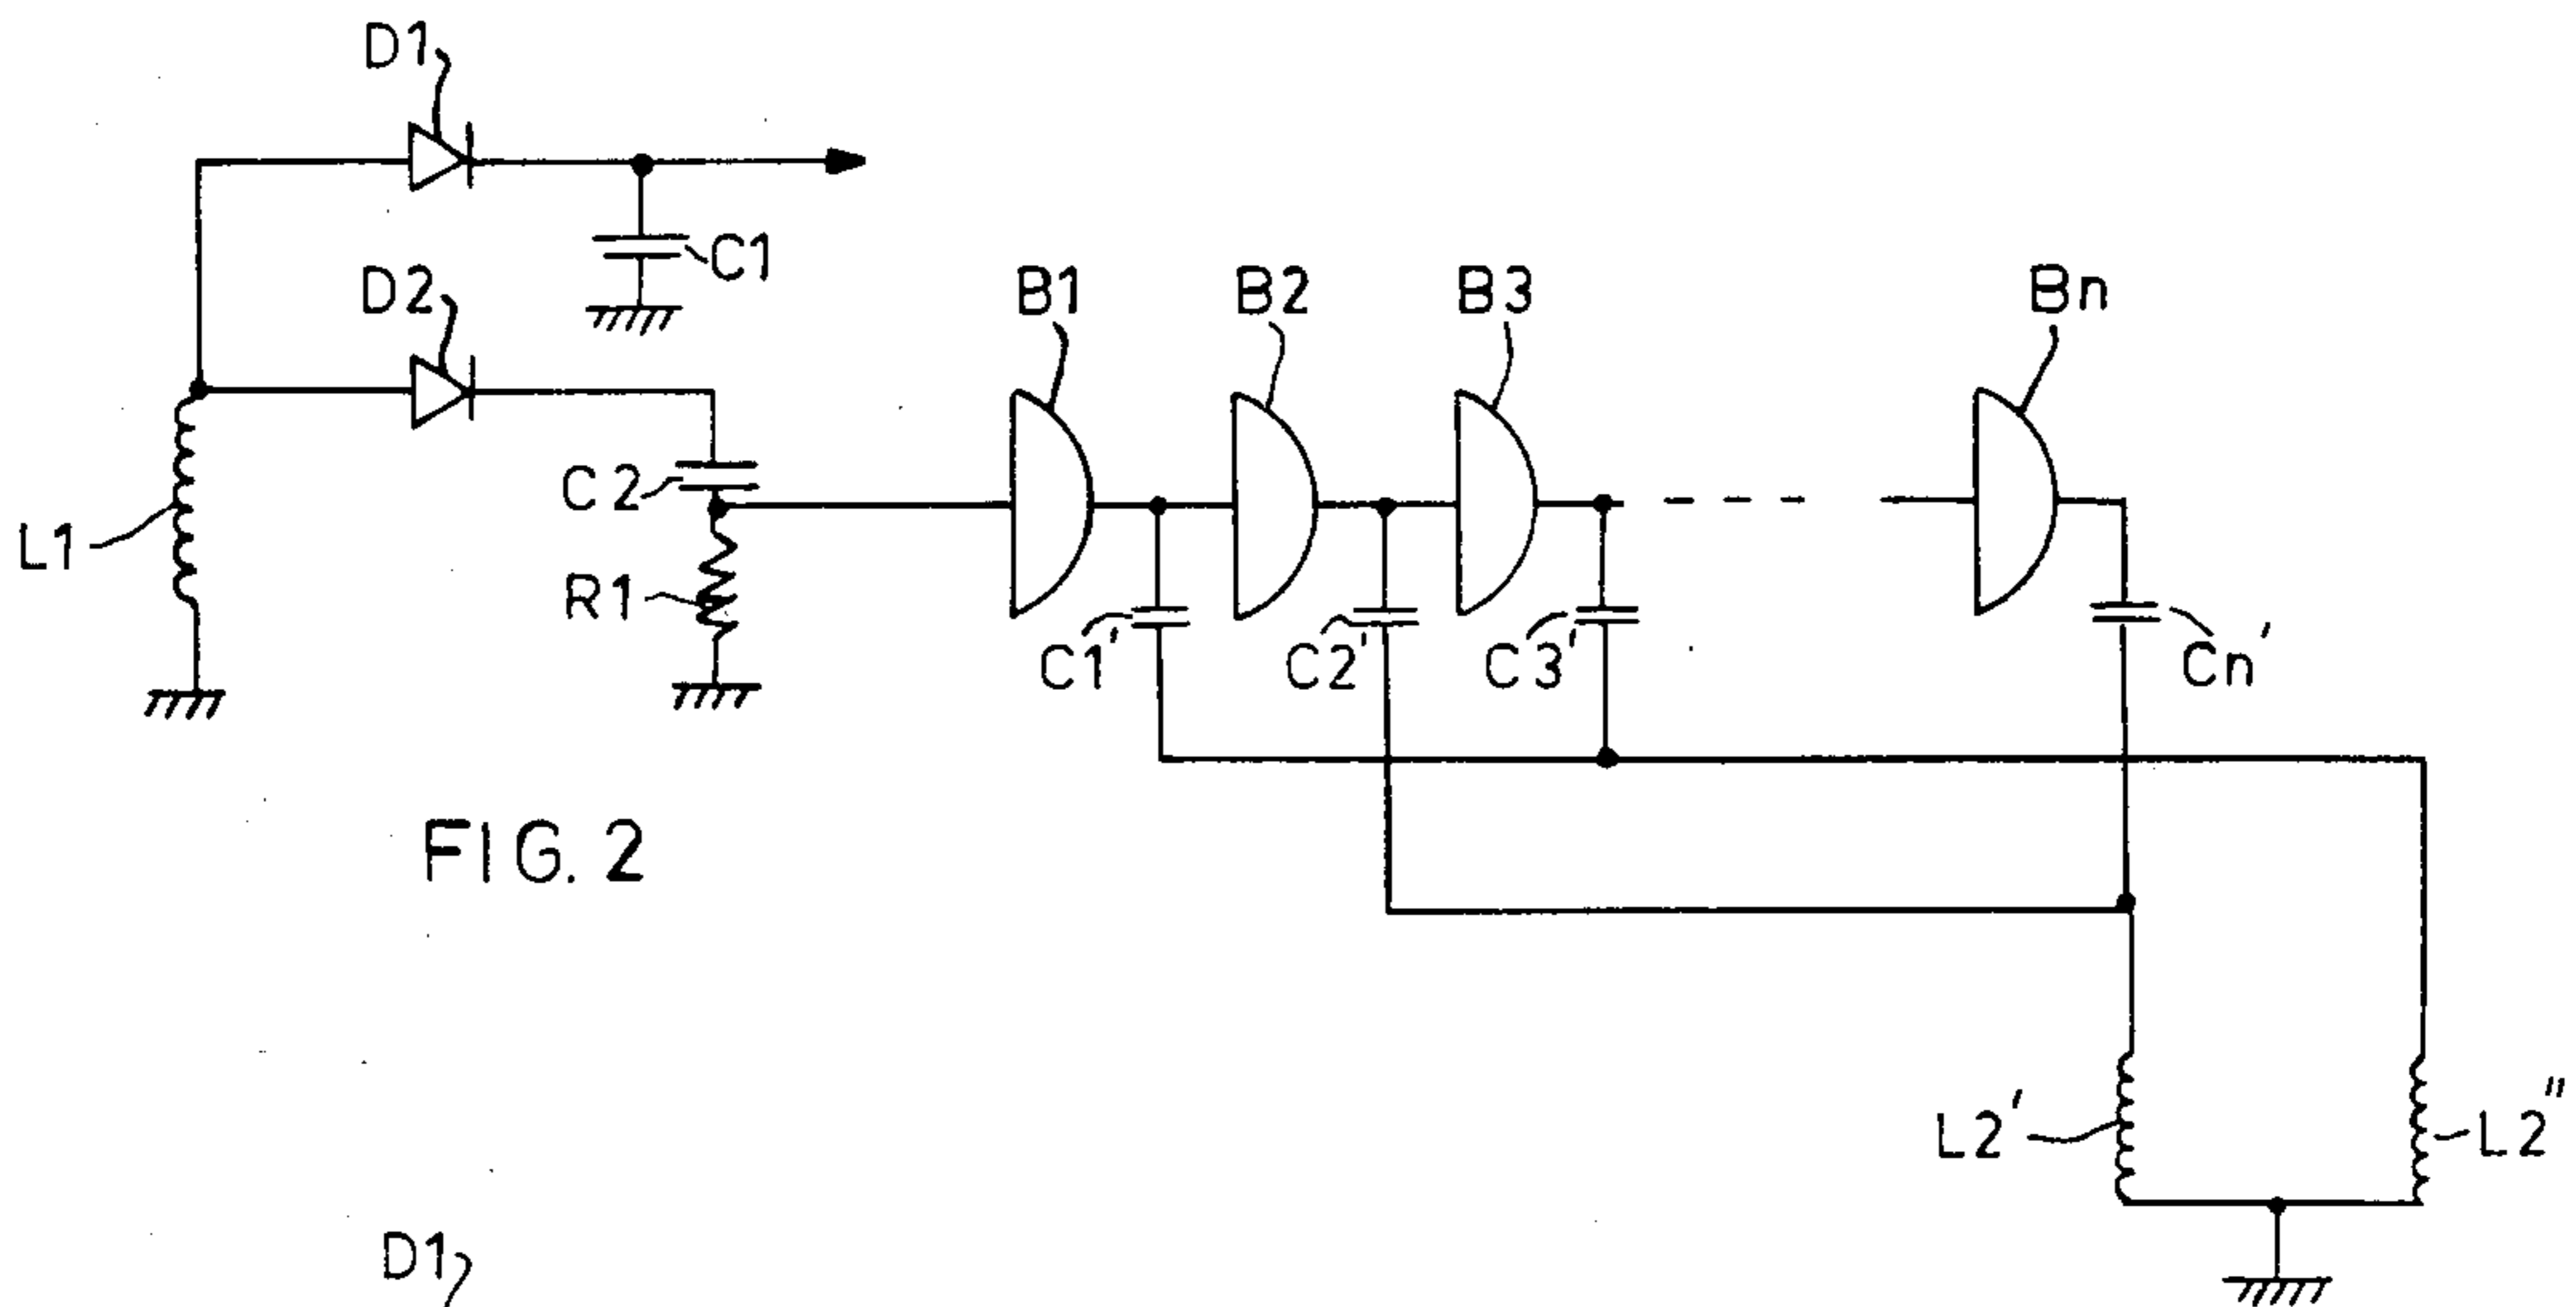 D1
C1
D2
B1 B2 B3 Bn
C2
L1
R1
C1' C2' C3' Cn'
FIG. 2
L2' L2"
D1